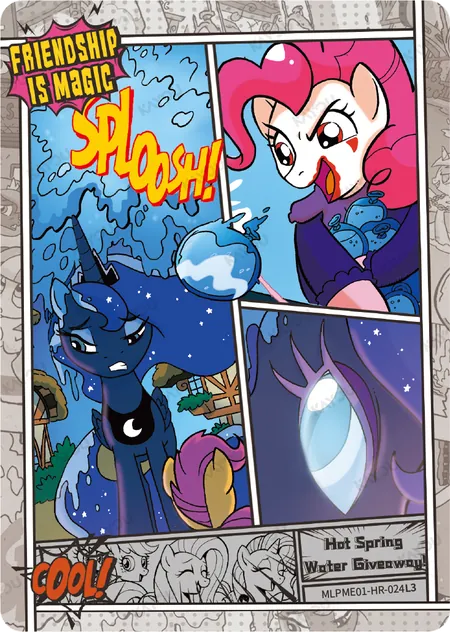 FRIENDSHIP
IS MAGIC
SPLOOSH!
COOL!
Hot Spring
Water Giveaway!
MLPME01-HR-024L3